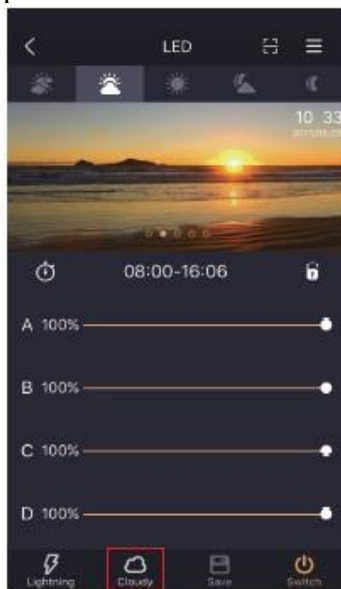 LED
10 33
08:00-16:06
A 100%
B 100%
C 100%
D 100%
Lightning
Cloudy
Save
Switch